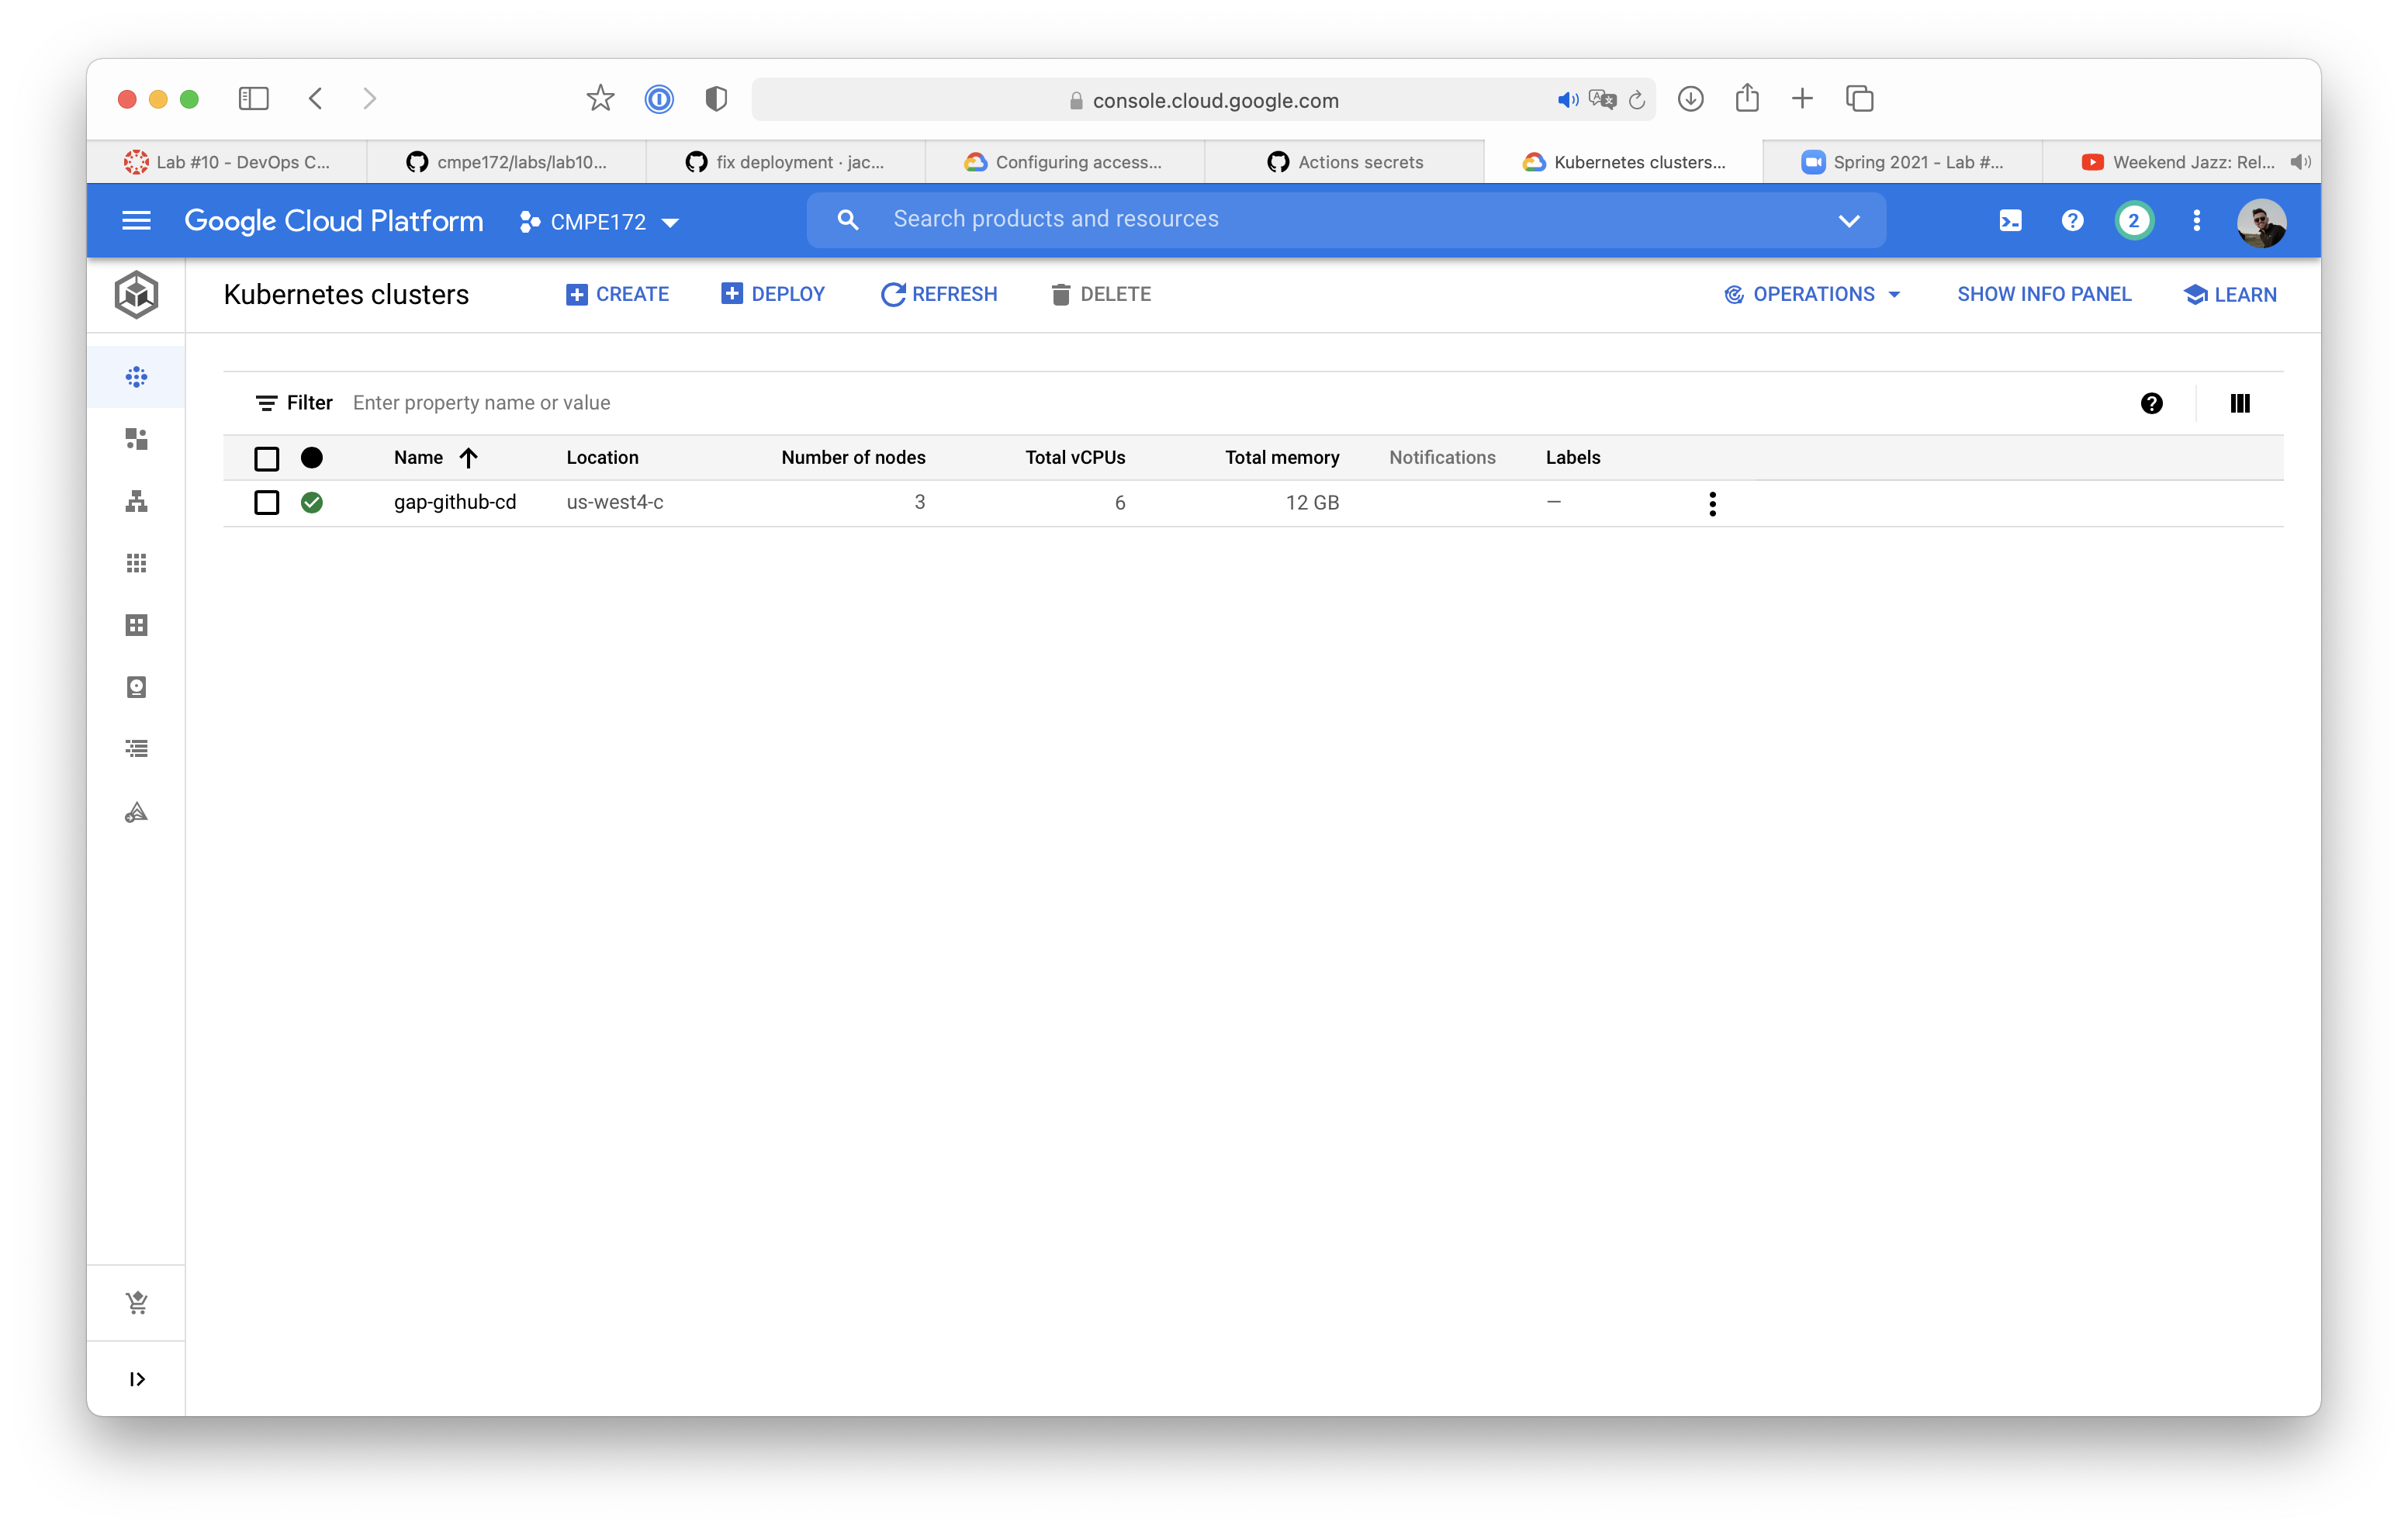 console.cloud.google.com
Lab #10 - DevOps C...
cmpe172/labs/lab10...
fix deployment · jac...
Configuring access...
Actions secrets
Kubernetes clusters...
Spring 2021 - Lab #...
Weekend Jazz: Rel...
Google Cloud Platform
CMPE172
Search products and resources
2
Kubernetes clusters
CREATE
DEPLOY
REFRESH
DELETE
OPERATIONS
SHOW INFO PANEL
LEARN
Filter Enter property name or value
Name Location Number of nodes Total vCPUs Total memory Notifications Labels
gap-github-cd us-west4-c 3 6 12 GB —